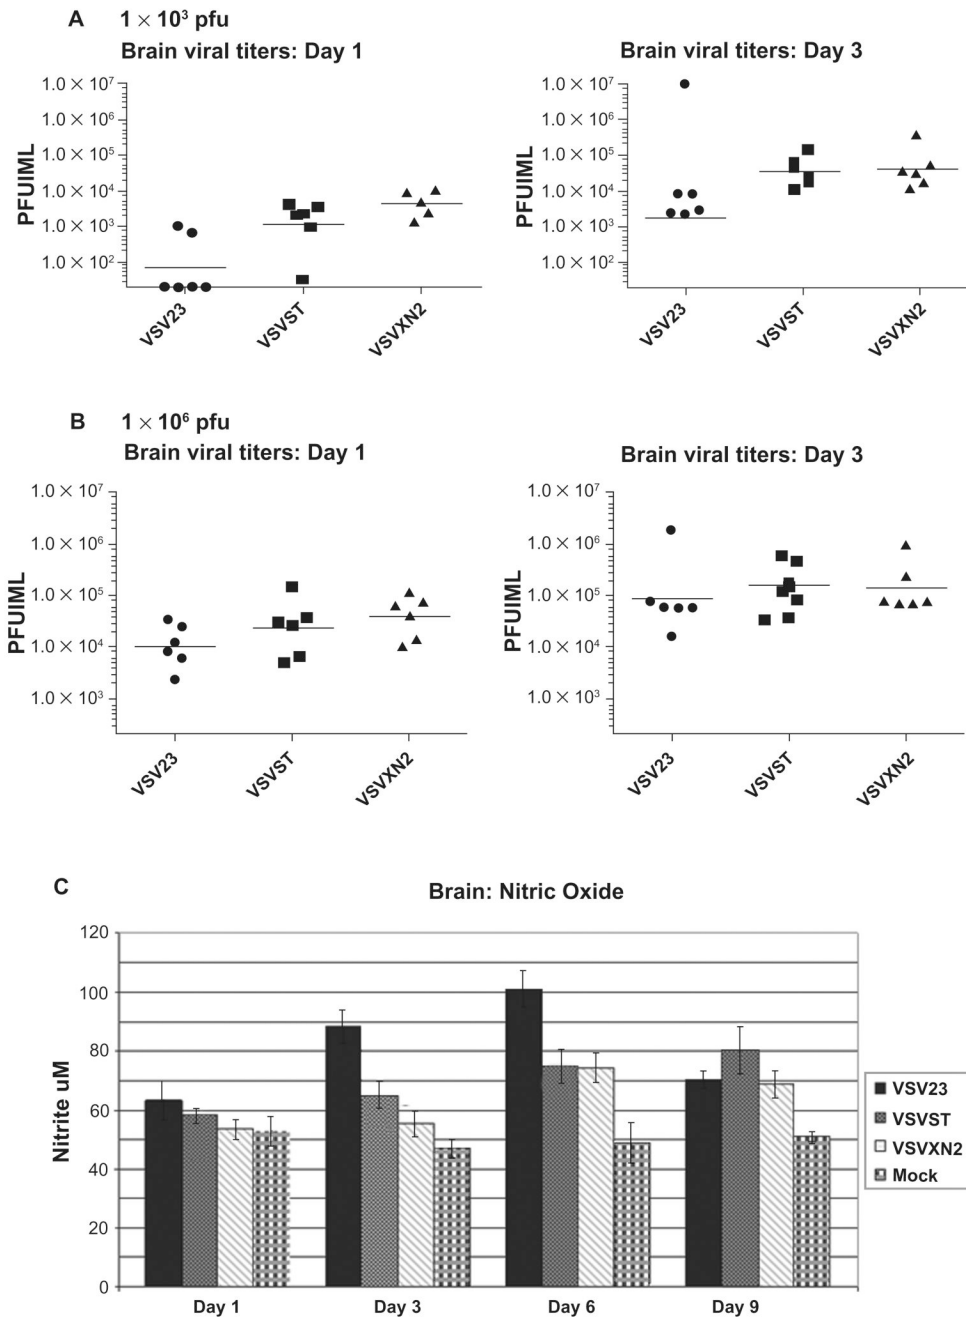 A 1 × 10³ pfu
Brain viral titers: Day 1
PFUIML
1.0 × 10⁷
1.0 × 10⁶
1.0 × 10⁵
1.0 × 10⁴
1.0 × 10³
1.0 × 10²
VSV23
VSVST
VSVXN2
Brain viral titers: Day 3
PFUIML
1.0 × 10⁷
1.0 × 10⁶
1.0 × 10⁵
1.0 × 10⁴
1.0 × 10³
1.0 × 10²
VSV23
VSVST
VSVXN2
B 1 × 10⁶ pfu
Brain viral titers: Day 1
PFUIML
1.0 × 10⁷
1.0 × 10⁶
1.0 × 10⁵
1.0 × 10⁴
1.0 × 10³
VSV23
VSVST
VSVXN2
Brain viral titers: Day 3
PFUIML
1.0 × 10⁷
1.0 × 10⁶
1.0 × 10⁵
1.0 × 10⁴
1.0 × 10³
VSV23
VSVST
VSVXN2
C
Brain: Nitric Oxide
Nitrite uM
120
100
80
60
40
20
0
Day 1
Day 3
Day 6
Day 9
VSV23
VSVST
VSVXN2
Mock